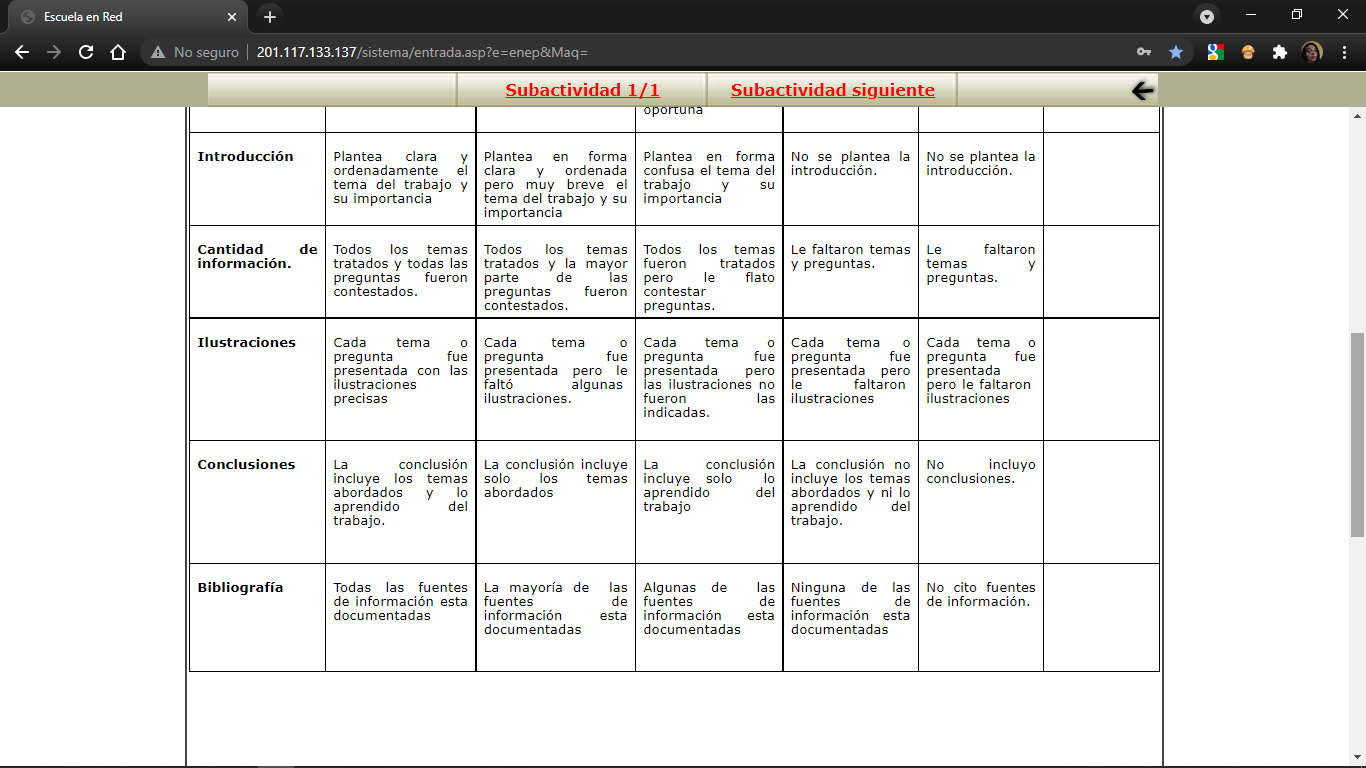 Escuela en Red
No seguro
201.117.133.137/sistema/entrada.asp?e=enep&Maq=
Subactividad 1/1
Subactividad siguiente
oportuna
Introducción
Plantea clara y
ordenadamente el
tema del trabajo y
su importancia
Plantea en forma
clara y ordenada
pero muy breve el
tema del trabajo y su
importancia
Plantea en forma
confusa el tema del
trabajo y su
importancia
No se plantea la
introducción.
No se plantea la
introducción.
Cantidad de
información.
Todos los temas
tratados y todas las
preguntas fueron
contestados.
Todos los temas
tratados y la mayor
parte de las
preguntas fueron
contestados.
Todos los temas
fueron tratados
pero le flato
contestar
preguntas.
Le faltaron temas
y preguntas.
Le faltaron
temas y
preguntas.
Ilustraciones
Cada tema o
pregunta fue
presentada con las
ilustraciones
precisas
Cada tema o
pregunta fue
presentada pero le
faltó algunas
ilustraciones.
Cada tema o
pregunta fue
presentada pero
las ilustraciones no
fueron las
indicadas.
Cada tema o
pregunta fue
presentada pero
le faltaron
ilustraciones
Cada tema o
pregunta fue
presentada
pero le faltaron
ilustraciones
Conclusiones
La conclusión
incluye los temas
abordados y lo
aprendido del
trabajo.
La conclusión incluye
solo los temas
abordados
La conclusión
incluye solo lo
aprendido del
trabajo
La conclusión no
incluye los temas
abordados y ni lo
aprendido del
trabajo.
No incluyo
conclusiones.
Bibliografía
Todas las fuentes
de información esta
documentadas
La mayoría de las
fuentes de
información esta
documentadas
Algunas de las
fuentes de
información esta
documentadas
Ninguna de las
fuentes de
información esta
documentadas
No cito fuentes
de información.